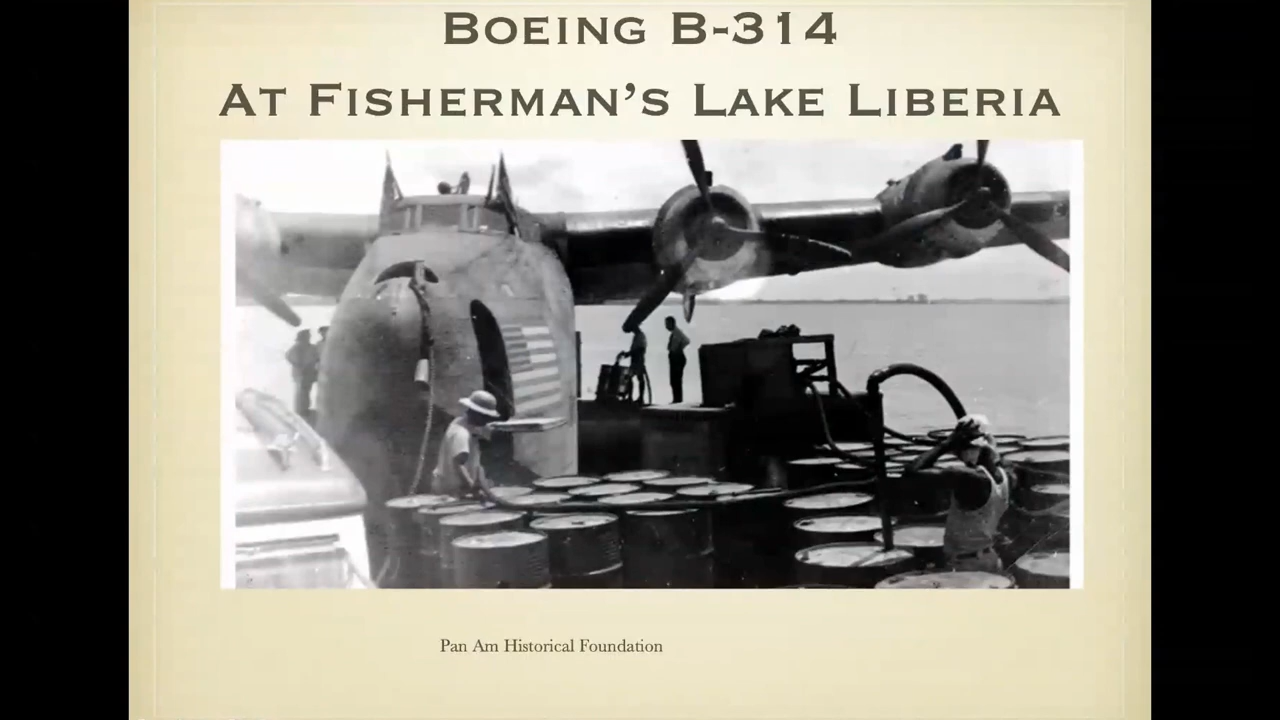 BOEING B-314
AT FISHERMAN'S LAKE LIBERIA
Pan Am Historical Foundation